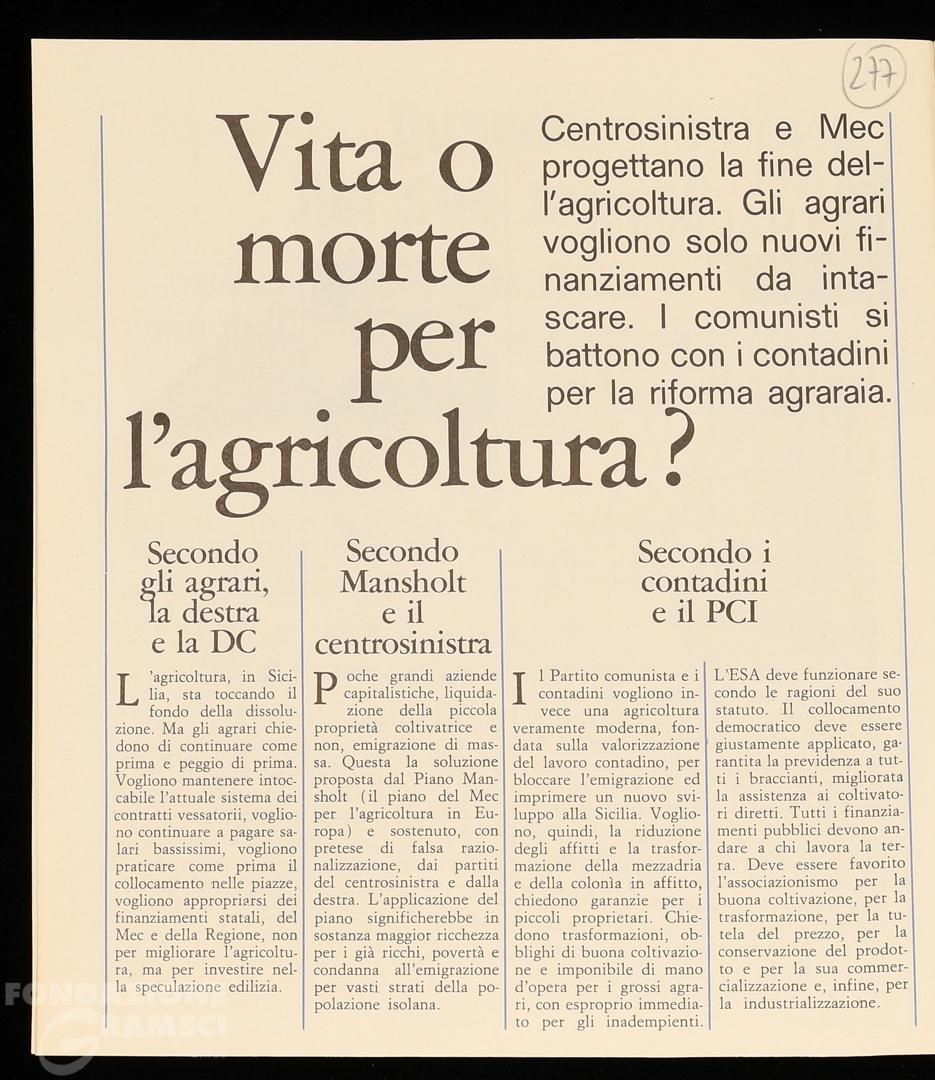 277
Vita o
morte
per
l'agricoltura?
Centrosinistra e Mec
progettano la fine del-
l'agricoltura. Gli agrari
vogliono solo nuovi fi-
nanziamenti da inta-
scare. I comunisti si
battono con i contadini
per la riforma agraraia.
Secondo
gli agrari,
la destra
e la DC
L'agricoltura, in Sici-
lia, sta toccando il
fondo della dissolu-
zione. Ma gli agrari chie-
dono di continuare come
prima e peggio di prima.
Vogliono mantenere intoc-
cabile l'attuale sistema dei
contratti vessatori, voglio-
no continuare a pagare sa-
lari bassissimi, vogliono
praticare come prima il
collocamento nelle piazze,
vogliono appropriarsi dei
finanziamenti statali, del
Mec e della Regione, non
per migliorare l'agricoltu-
ra, ma per investire nel-
la speculazione edilizia.
Secondo
Mansholt
e il
centrosinistra
Poche grandi aziende
capitalistiche, liquida-
zione della piccola
proprietà coltivatrice e
non, emigrazione di mas-
sa. Questa la soluzione
proposta dal Piano Man-
sholt (il piano del Mec
per l'agricoltura in Eu-
ropa) e sostenuto, con
pretese di falsa razio-
nalizzazione, dai partiti
del centrosinistra e dalla
destra. L'applicazione del
piano significherebbe in
sostanza maggior ricchezza
per i già ricchi, povertà e
condanna all'emigrazione
per vasti strati della po-
polazione isolana.
Secondo i
contadini
e il PCI
Il Partito comunista e i
contadini vogliono in-
vece una agricoltura
veramente moderna, fon-
data sulla valorizzazione
del lavoro contadino, per
bloccare l'emigrazione ed
imprimere un nuovo svi-
luppo alla Sicilia. Voglio-
no, quindi, la riduzione
degli affitti e la trasfor-
mazione della mezzadria
e della colonìa in affitto,
chiedono garanzie per i
piccoli proprietari. Chie-
dono trasformazioni, ob-
blighi di buona coltivazio-
ne e imponibile di mano
d'opera per i grossi agra-
ri, con esproprio immedia-
to per gli inadempienti.
L'ESA deve funzionare se-
condo le ragioni del suo
statuto. Il collocamento
democratico deve essere
giustamente applicato, ga-
rantita la previdenza a tut-
ti i braccianti, migliorata
la assistenza ai coltivato-
ri diretti. Tutti i finanzia-
menti pubblici devono an-
dare a chi lavora la ter-
ra. Deve essere favorito
l'associazionismo per la
buona coltivazione, per la
trasformazione, per la tu-
tela del prezzo, per la
conservazione del prodot-
to e per la sua commer-
cializzazione e, infine, per
la industrializzazione.
FONDAZIONE
GRAMSCI